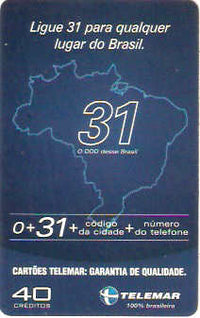 Ligue 31 para qualquer
lugar do Brasil.
31
O DDD desse Brasil
0+31+ código da cidade + número do telefone
CARTÕES TELEMAR: GARANTIA DE QUALIDADE.
40
CRÉDITOS
TELEMAR
100% brasileira